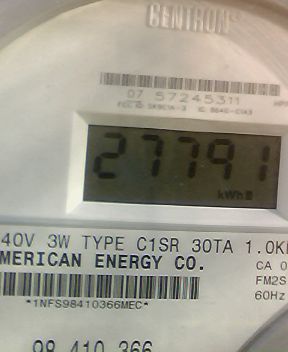 CENTRON
07 57245311
27791
kWh
40V 3W TYPE C1SR 30TA 1.0K
MERICAN ENERGY CO.
CA 0
FM2S
60Hz
*1NFS98410366MEC*
98 410 366